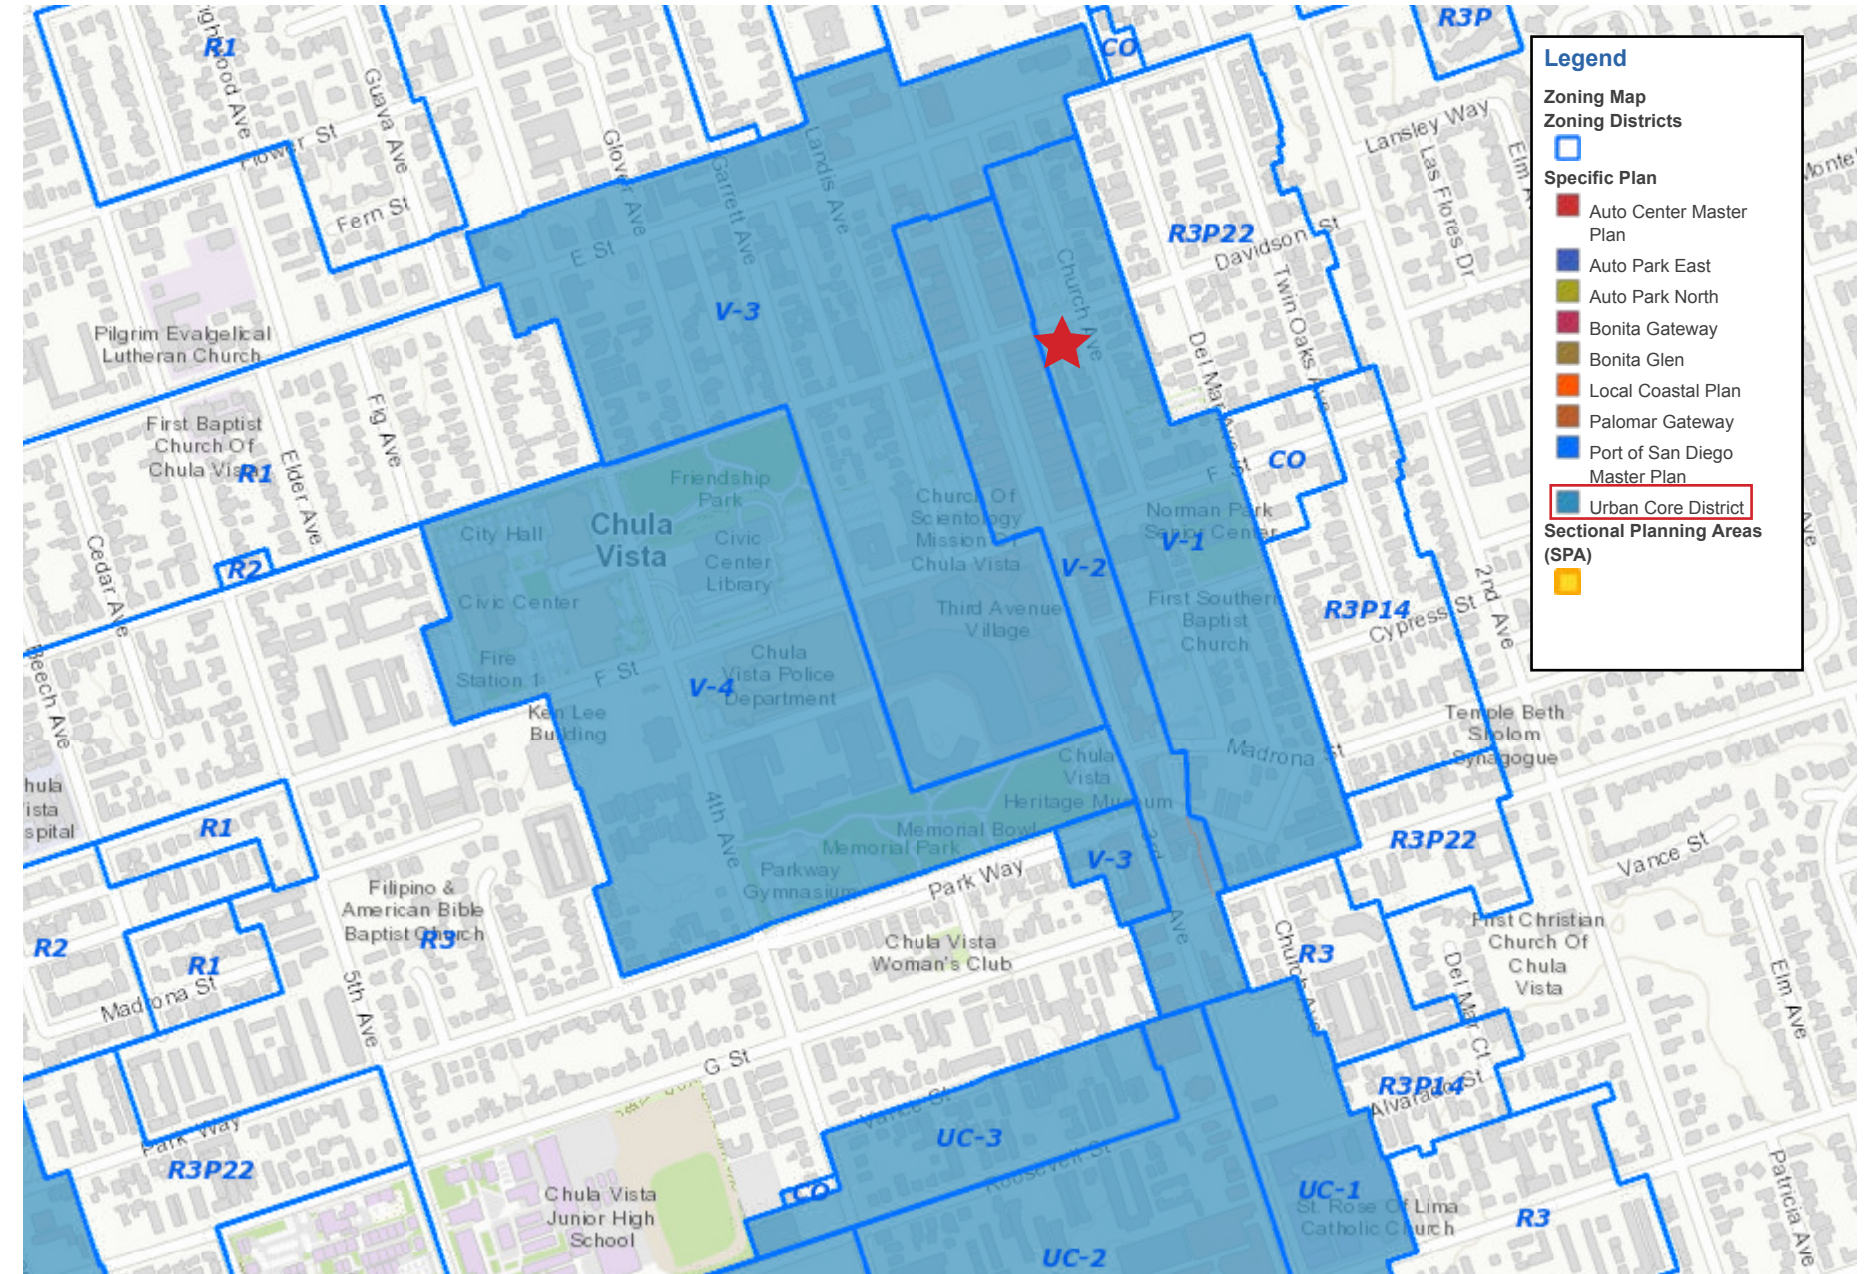 R1
Guava Ave
Flower St
Fern St
Glover Ave
Garrett Ave
Landis Ave
E St
CO
R3P
Lansley Way
Las Flores Dr
R3P22
Davidson St
Twin Oaks Ave
Church Ave
V-3
Pilgrim Evalgelical
Lutheran Church
First Baptist
Church Of
Chula Vista
R1
Fig Ave
Elder Ave
Cedar Ave
R2
Beech Ave
Friendship
Park
City Hall
Chula
Vista
Civic
Center
Library
Civic Center
Fire
Station 1
F St
Chula
Vista Police
Department
V-4
Ken Lee
Building
Church Of
Scientology
Mission Of
Chula Vista
Third Avenue
Village
V-2
Norman Park
Senior Center
V-1
First Southern
Baptist
Church
Del Mar Ave
F St
CO
R3P14
Cypress St
2nd Ave
Madrona St
Temple Beth
Sholom
Synagogue
Chula
Vista
Heritage Museum
Memorial Bowl
Memorial Park
Parkway
Gymnasium
4th Ave
Park Way
V-3
3rd
Ave
R3P22
Vance St
First Christian
Church Of
Chula
Vista
Elm Ave
R1
Filipino &
American Bible
Baptist Church
R3
R2
R1
Madrona St
5th Ave
Chula Vista
Woman's Club
R3
Church Ave
Del Mar Ct
R3P14
Alvarado St
G St
Vance St
UC-3
Roosevelt St
CO
Park Way
R3P22
Chula Vista
Junior High
School
UC-1
St. Rose Of Lima
Catholic Church
R3
Patricia Ave
UC-2
Legend
Zoning Map
Zoning Districts
Specific Plan
Auto Center Master
Plan
Auto Park East
Auto Park North
Bonita Gateway
Bonita Glen
Local Coastal Plan
Palomar Gateway
Port of San Diego
Master Plan
Urban Core District
Sectional Planning Areas
(SPA)